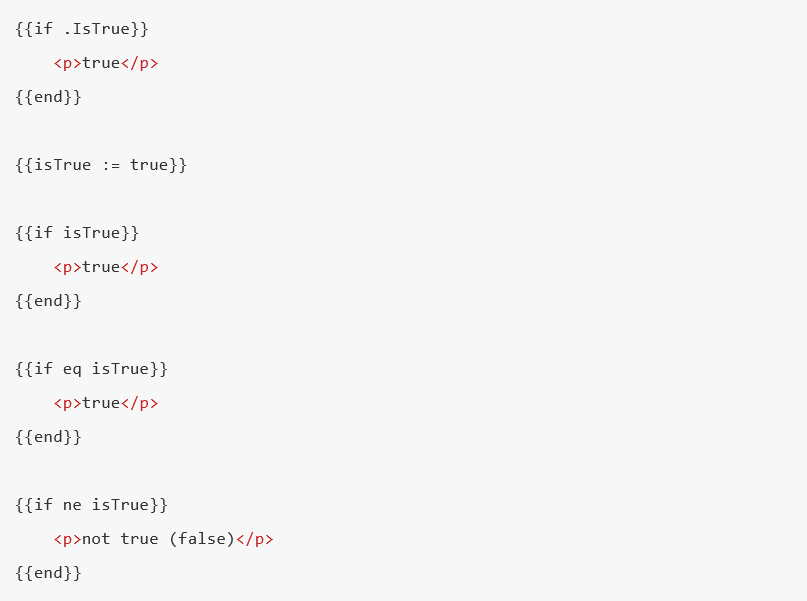 {{if .IsTrue}}
    <p>true</p>
{{end}}

{{isTrue := true}}

{{if isTrue}}
    <p>true</p>
{{end}}

{{if eq isTrue}}
    <p>true</p>
{{end}}

{{if ne isTrue}}
    <p>not true (false)</p>
{{end}}